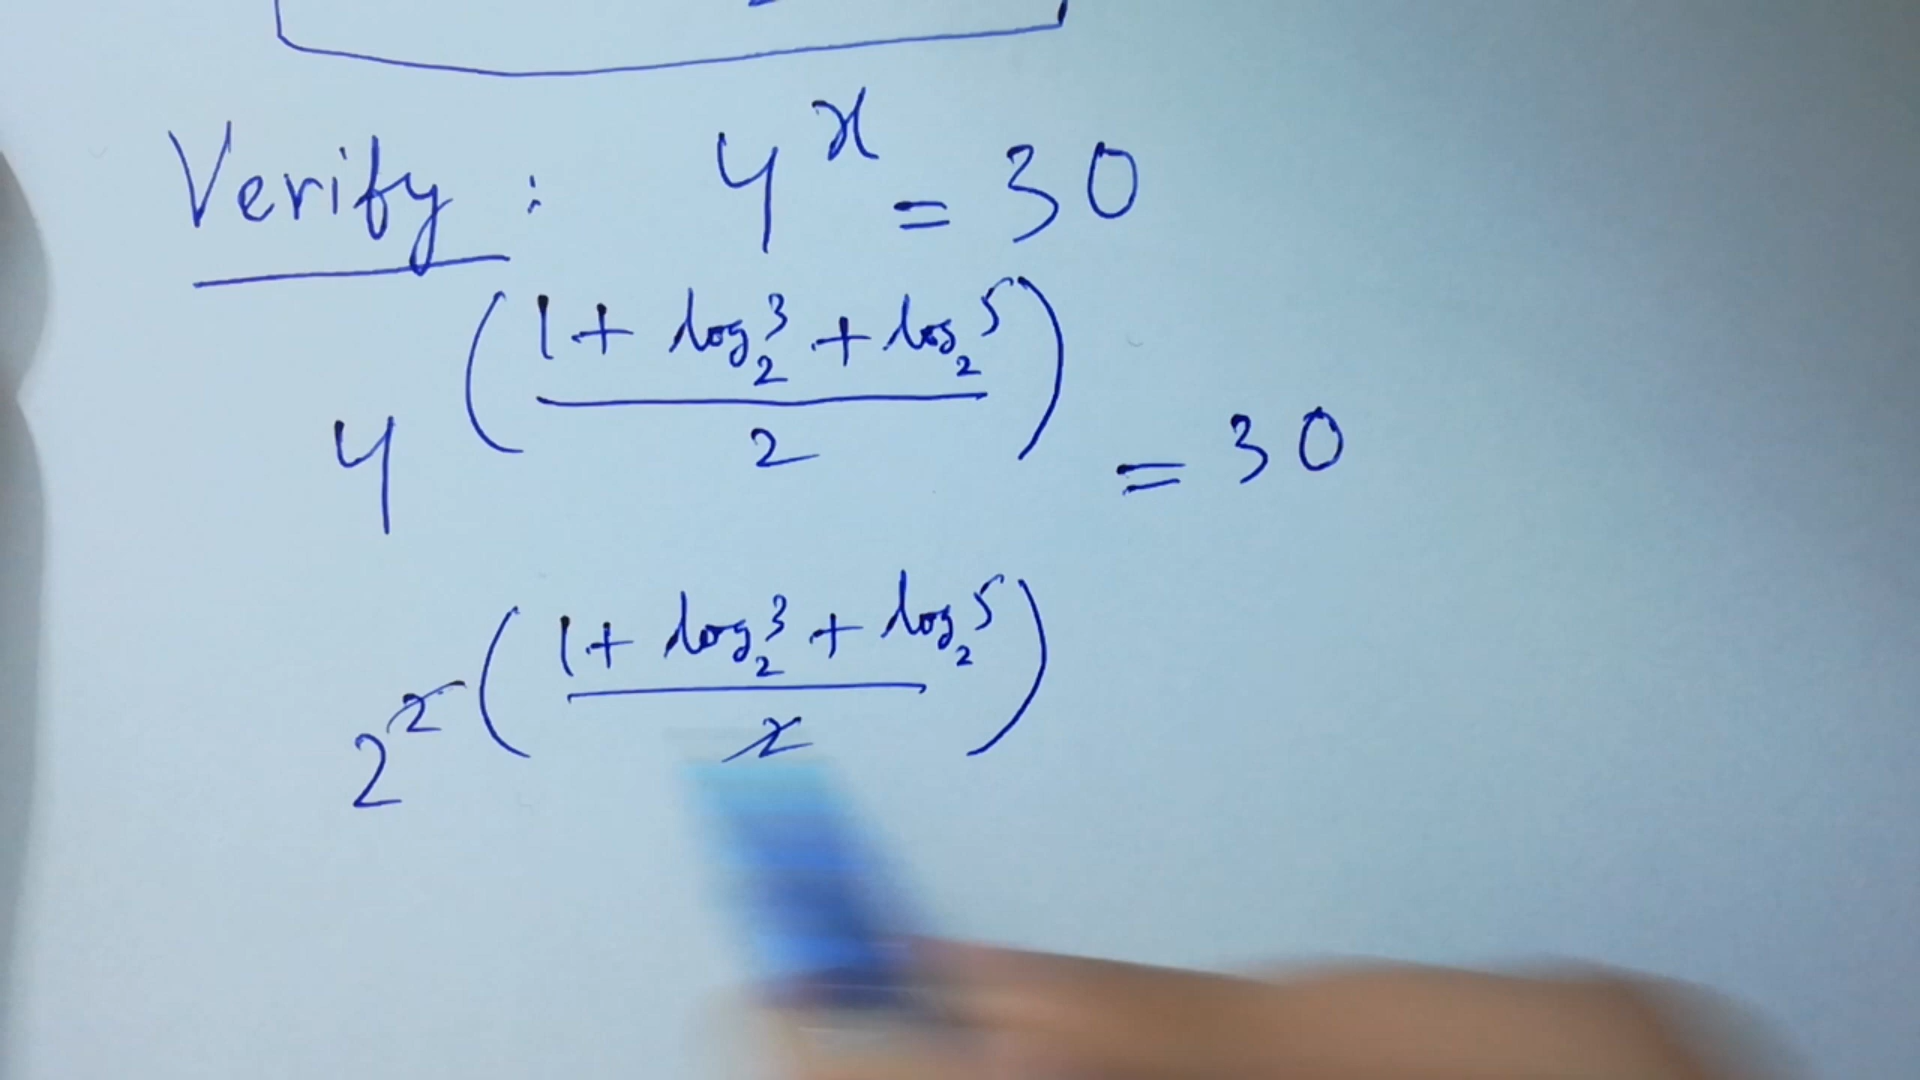 Verify : 4^x = 30
4^((1 + log_2 3 + log_2 5)/2) = 30
2^2((1 + log_2 3 + log_2 5)/2)